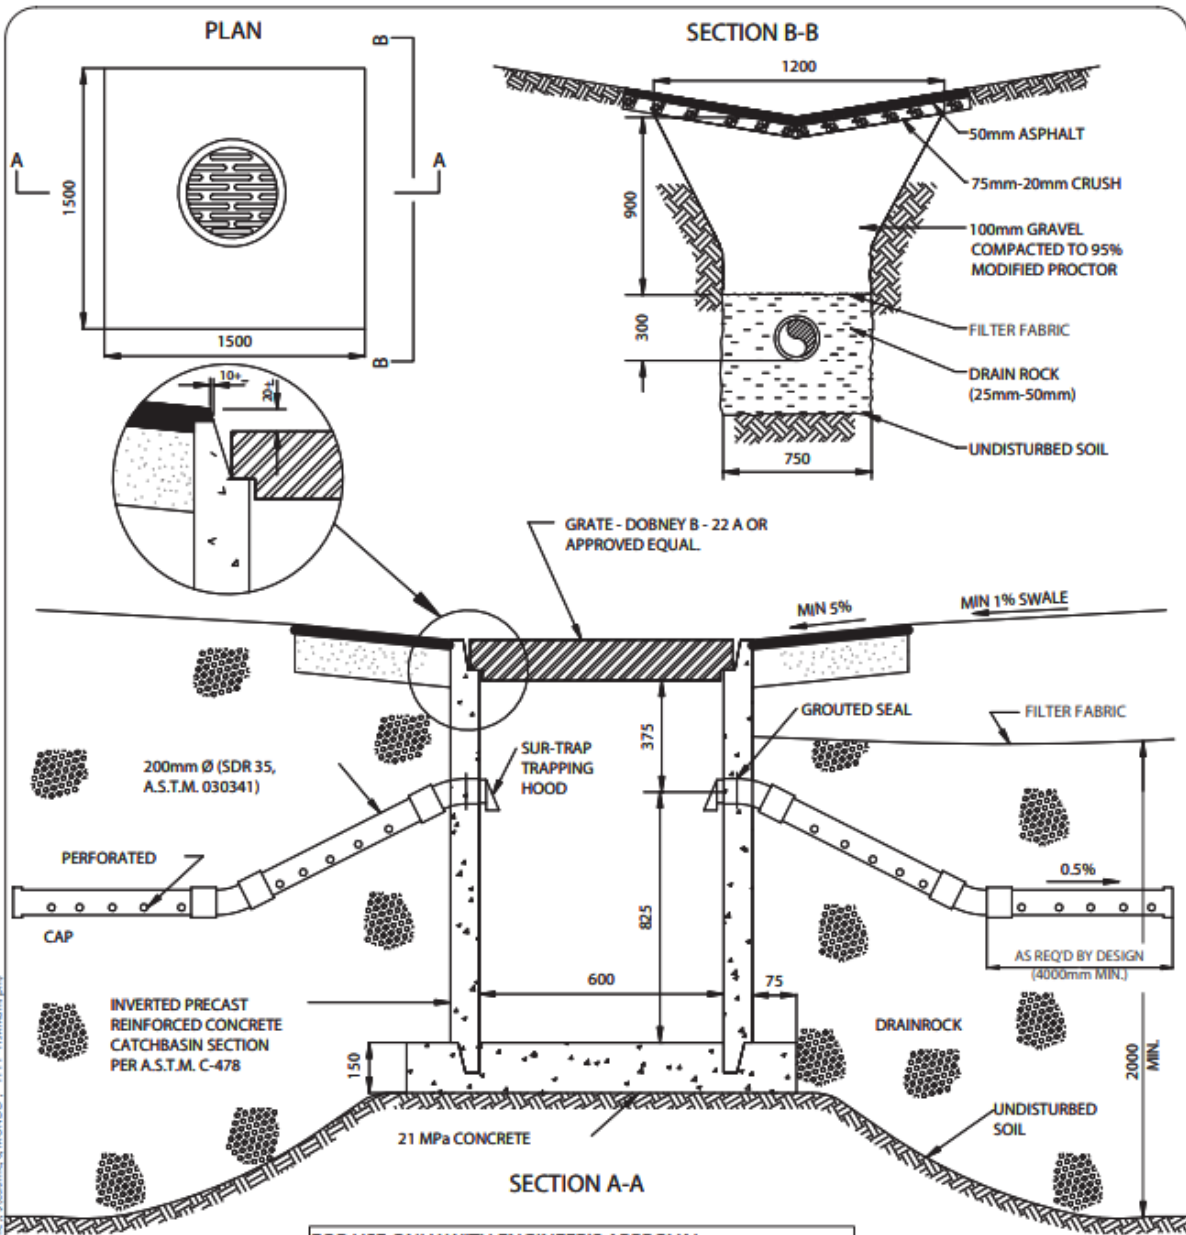 PLAN
SECTION B-B
B
1200
A
A
1500
1500
B
50mm ASPHALT
75mm-20mm CRUSH
900
100mm GRAVEL
COMPACTED TO 95%
MODIFIED PROCTOR
300
FILTER FABRIC
DRAIN ROCK
(25mm-50mm)
UNDISTURBED SOIL
750
10±
20±
GRATE - DOBNEY B - 22 A OR
APPROVED EQUAL.
MIN 5%
MIN 1% SWALE
375
GROUTED SEAL
FILTER FABRIC
SUR-TRAP
TRAPPING
HOOD
200mm Ø (SDR 35,
A.S.T.M. 030341)
PERFORATED
CAP
0.5%
825
AS REQ'D BY DESIGN
(4000mm MIN.)
600
75
INVERTED PRECAST
REINFORCED CONCRETE
CATCHBASIN SECTION
PER A.S.T.M. C-478
DRAINROCK
150
2000
MIN.
21 MPa CONCRETE
UNDISTURBED
SOIL
SECTION A-A